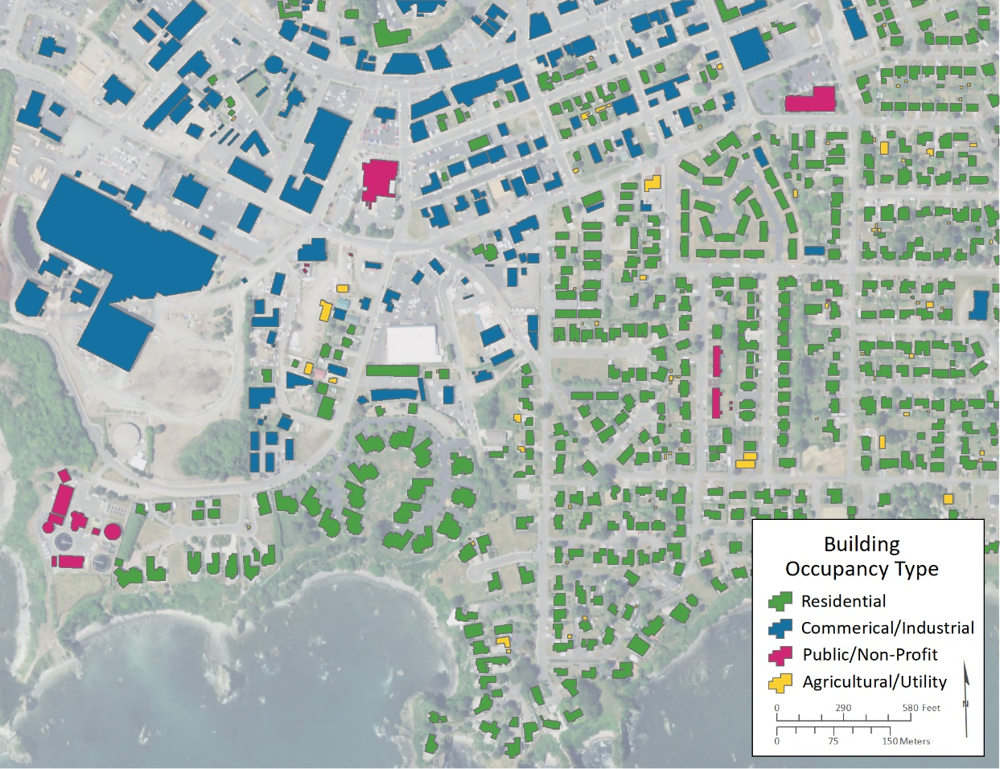 Building
Occupancy Type
Residential
Commerical/Industrial
Public/Non-Profit
Agricultural/Utility
N
0 290 580 Feet
0 75 150 Meters